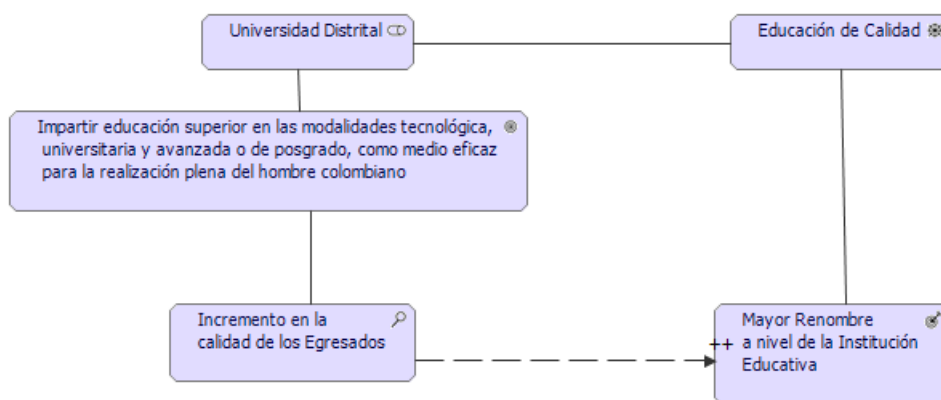 Universidad Distrital
Educación de Calidad
Impartir educación superior en las modalidades tecnológica,
universitaria y avanzada o de posgrado, como medio eficaz
para la realización plena del hombre colombiano
Incremento en la
calidad de los Egresados
++
Mayor Renombre
a nivel de la Institución
Educativa